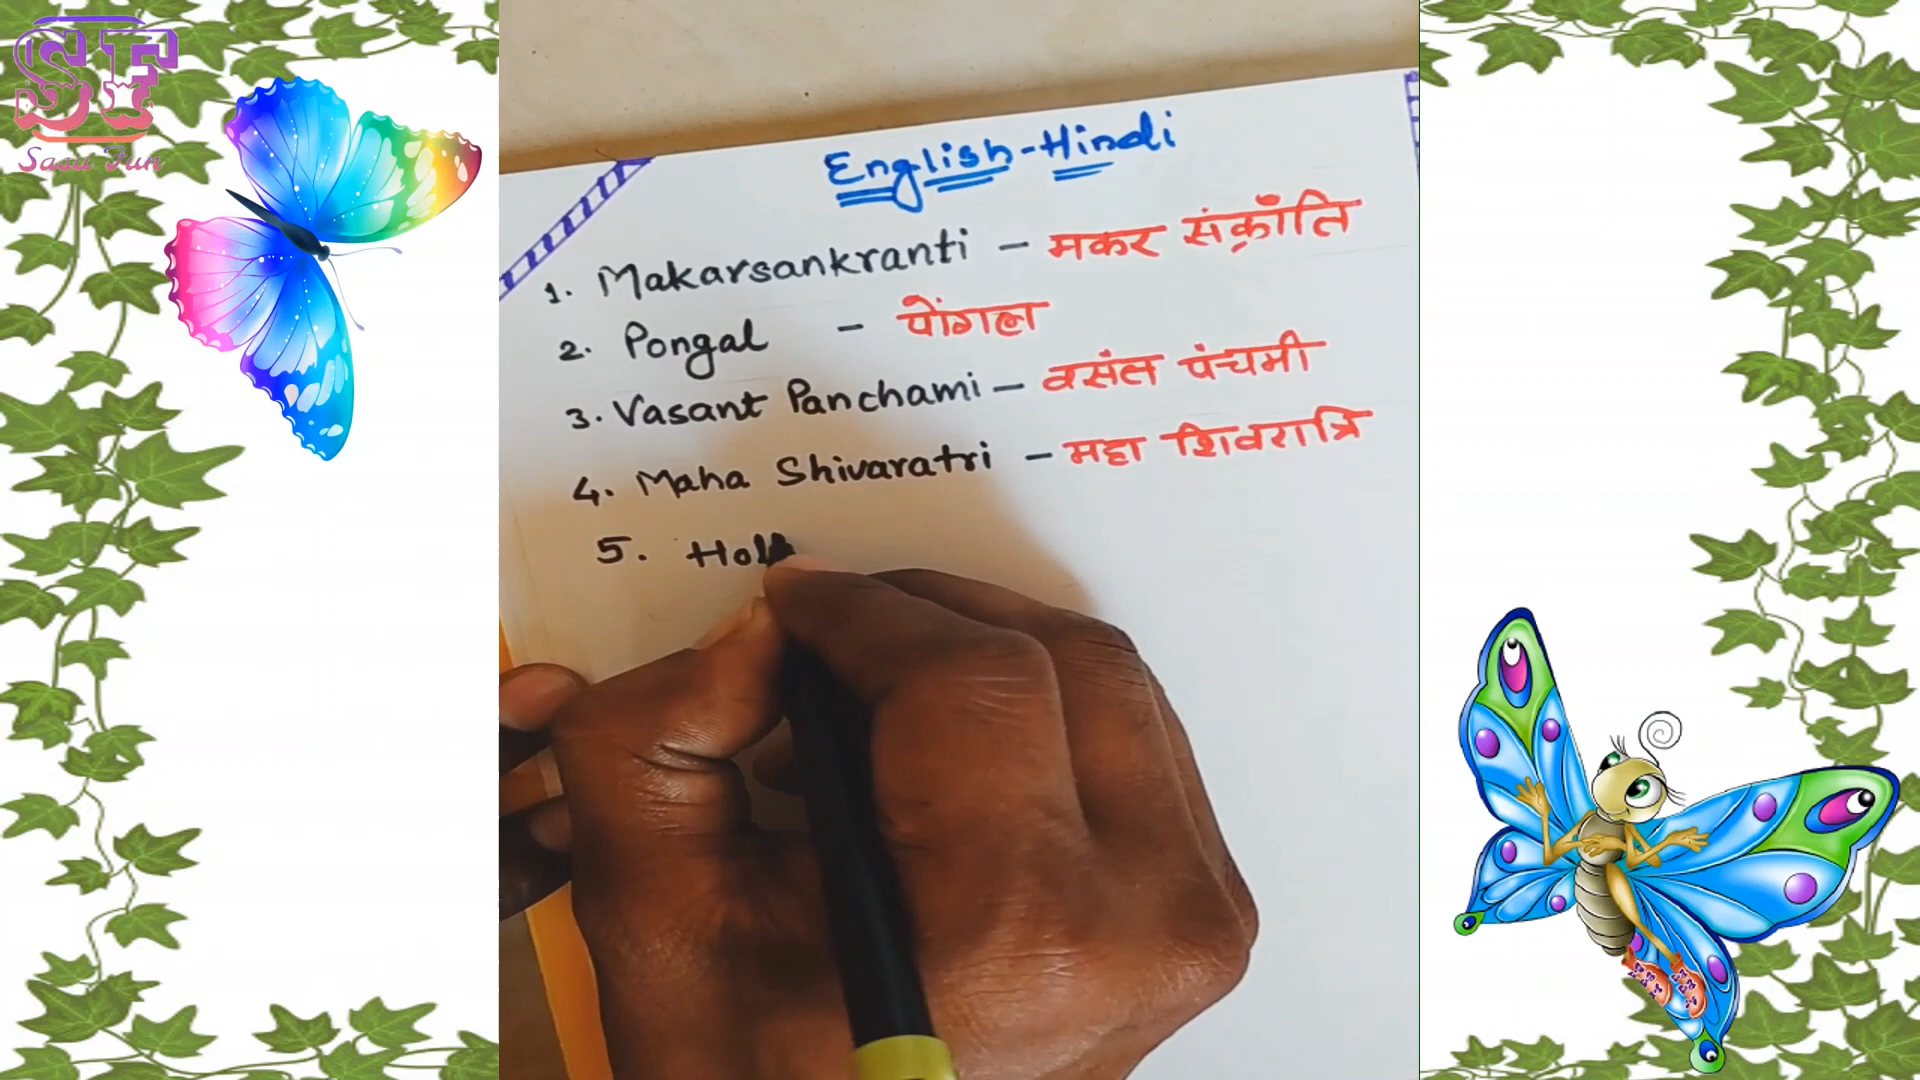 SF
English-Hindi
1. Makarsankranti - मकर संक्राँति
2. Pongal - पोंगल
3. Vasant Panchami - वसंत पंचमी
4. Maha Shivaratri - महा शिवरात्रि
5. Hol